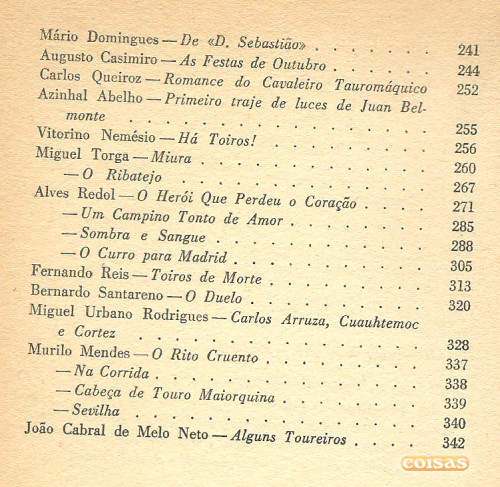 Mário Domingues — De «D. Sebastião» . . . . . . 241
Augusto Casimiro — As Festas de Outubro . . . . . 244
Carlos Queiroz — Romance do Cavaleiro Tauromáquico 252
Azinhal Abelho — Primeiro traje de luces de Juan Bel-
monte . . . . . . . . . . . . 255
Vitorino Nemésio — Há Toiros! . . . . . . . . 256
Miguel Torga — Miura . . . . . . . . . . 260
— O Ribatejo . . . . . . . . . . 267
Alves Redol — O Herói Que Perdeu o Coração . . . . 271
— Um Campino Tonto de Amor . . . . . . 285
— Sombra e Sangue . . . . . . . . . 288
— O Curro para Madrid . . . . . . . . 305
Fernando Reis — Toiros de Morte . . . . . . . 313
Bernardo Santareno — O Duelo . . . . . . . . 320
Miguel Urbano Rodrigues — Carlos Arruza, Cuauhtemoc
e Cortez . . . . . . . . . . . . 328
Murilo Mendes — O Rito Cruento . . . . . . . 337
— Na Corrida . . . . . . . . . . . 338
— Cabeça de Touro Maiorquina . . . . . . 339
— Sevilha . . . . . . . . . . . . 340
João Cabral de Melo Neto — Alguns Toureiros . . . . 342
coisas